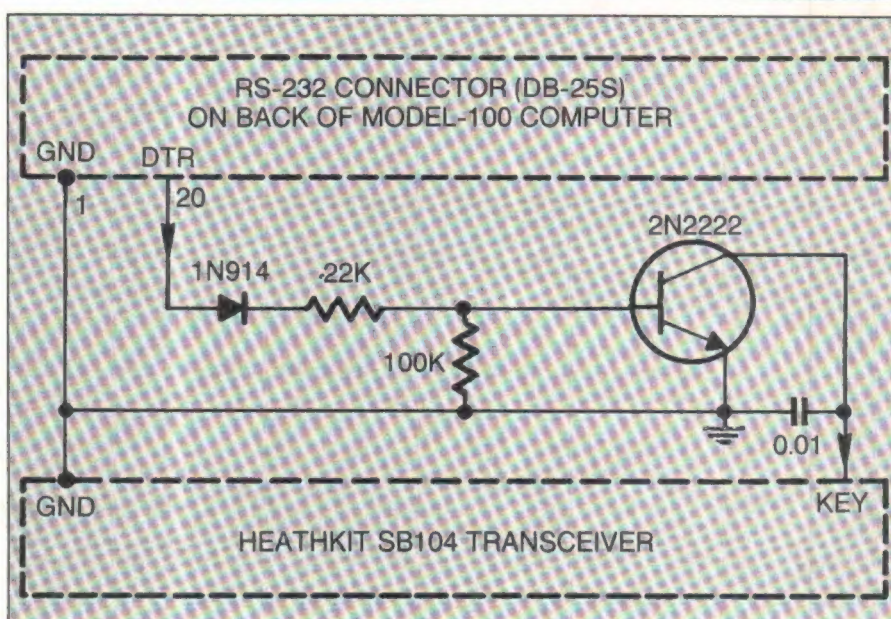 RS-232 CONNECTOR (DB-25S)
ON BACK OF MODEL-100 COMPUTER
GND DTR
1 20
2N2222
1N914 22K
100K
0.01
GND KEY
HEATHKIT SB104 TRANSCEIVER